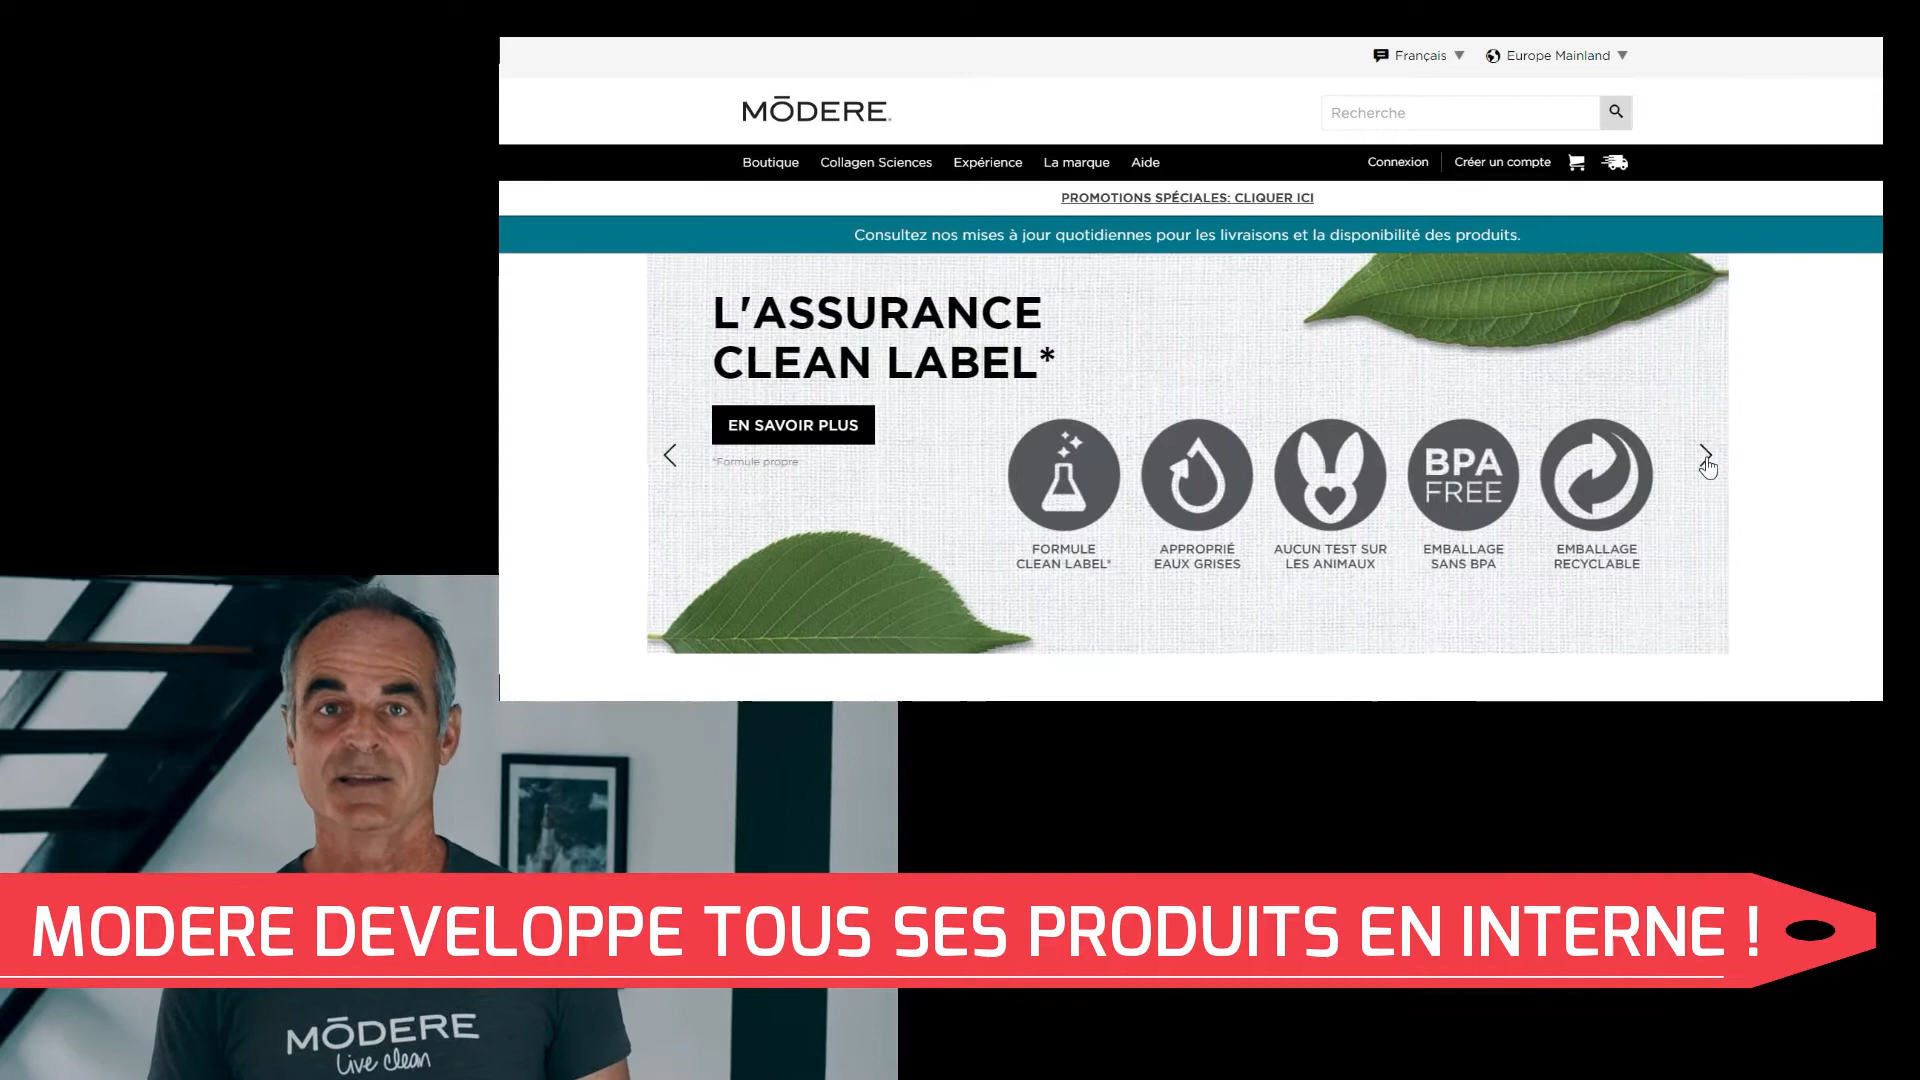 Français ▼ Europe Mainland ▼
MŌDERE.
Recherche
Boutique Collagen Sciences Expérience La marque Aide Connexion Créer un compte
PROMOTIONS SPÉCIALES: CLIQUER ICI
Consultez nos mises à jour quotidiennes pour les livraisons et la disponibilité des produits.
L'ASSURANCE
CLEAN LABEL*
EN SAVOIR PLUS
*Formule propre
BPA
FREE
FORMULE
CLEAN LABEL*
APPROPRIÉ
EAUX GRISES
AUCUN TEST SUR
LES ANIMAUX
EMBALLAGE
SANS BPA
EMBALLAGE
RECYCLABLE
MODERE DEVELOPPE TOUS SES PRODUITS EN INTERNE !
MŌDERE
Live clean